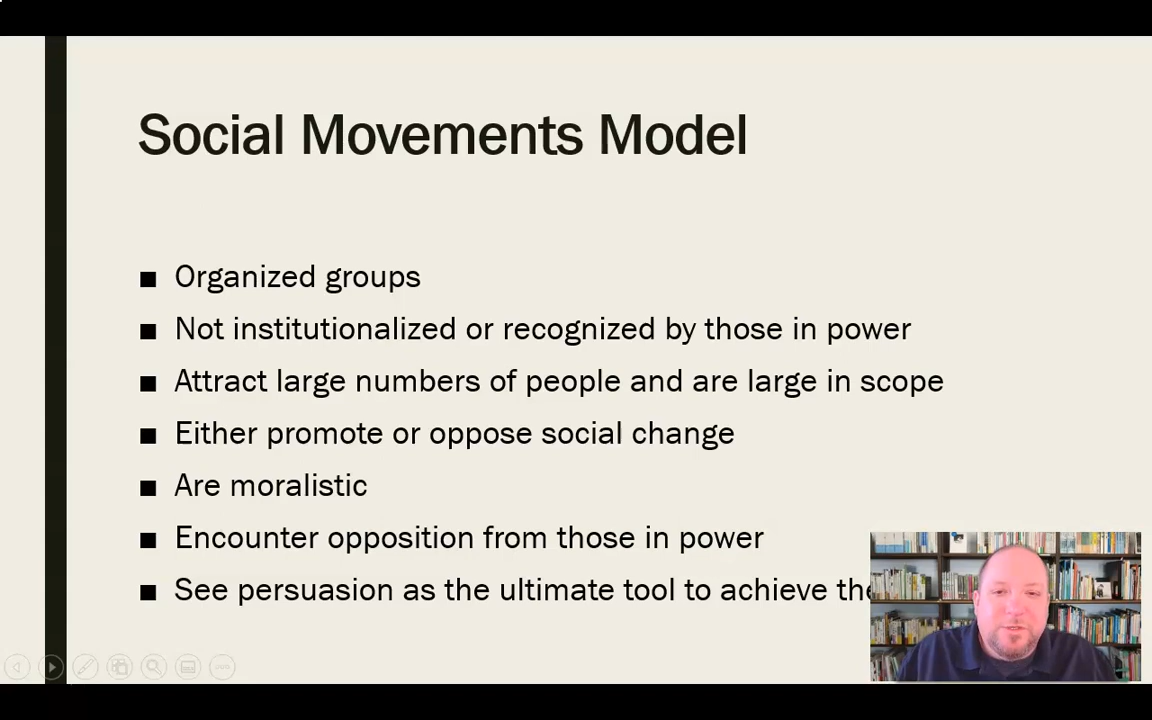 Social Movements Model
■ Organized groups
■ Not institutionalized or recognized by those in power
■ Attract large numbers of people and are large in scope
■ Either promote or oppose social change
■ Are moralistic
■ Encounter opposition from those in power
■ See persuasion as the ultimate tool to achieve